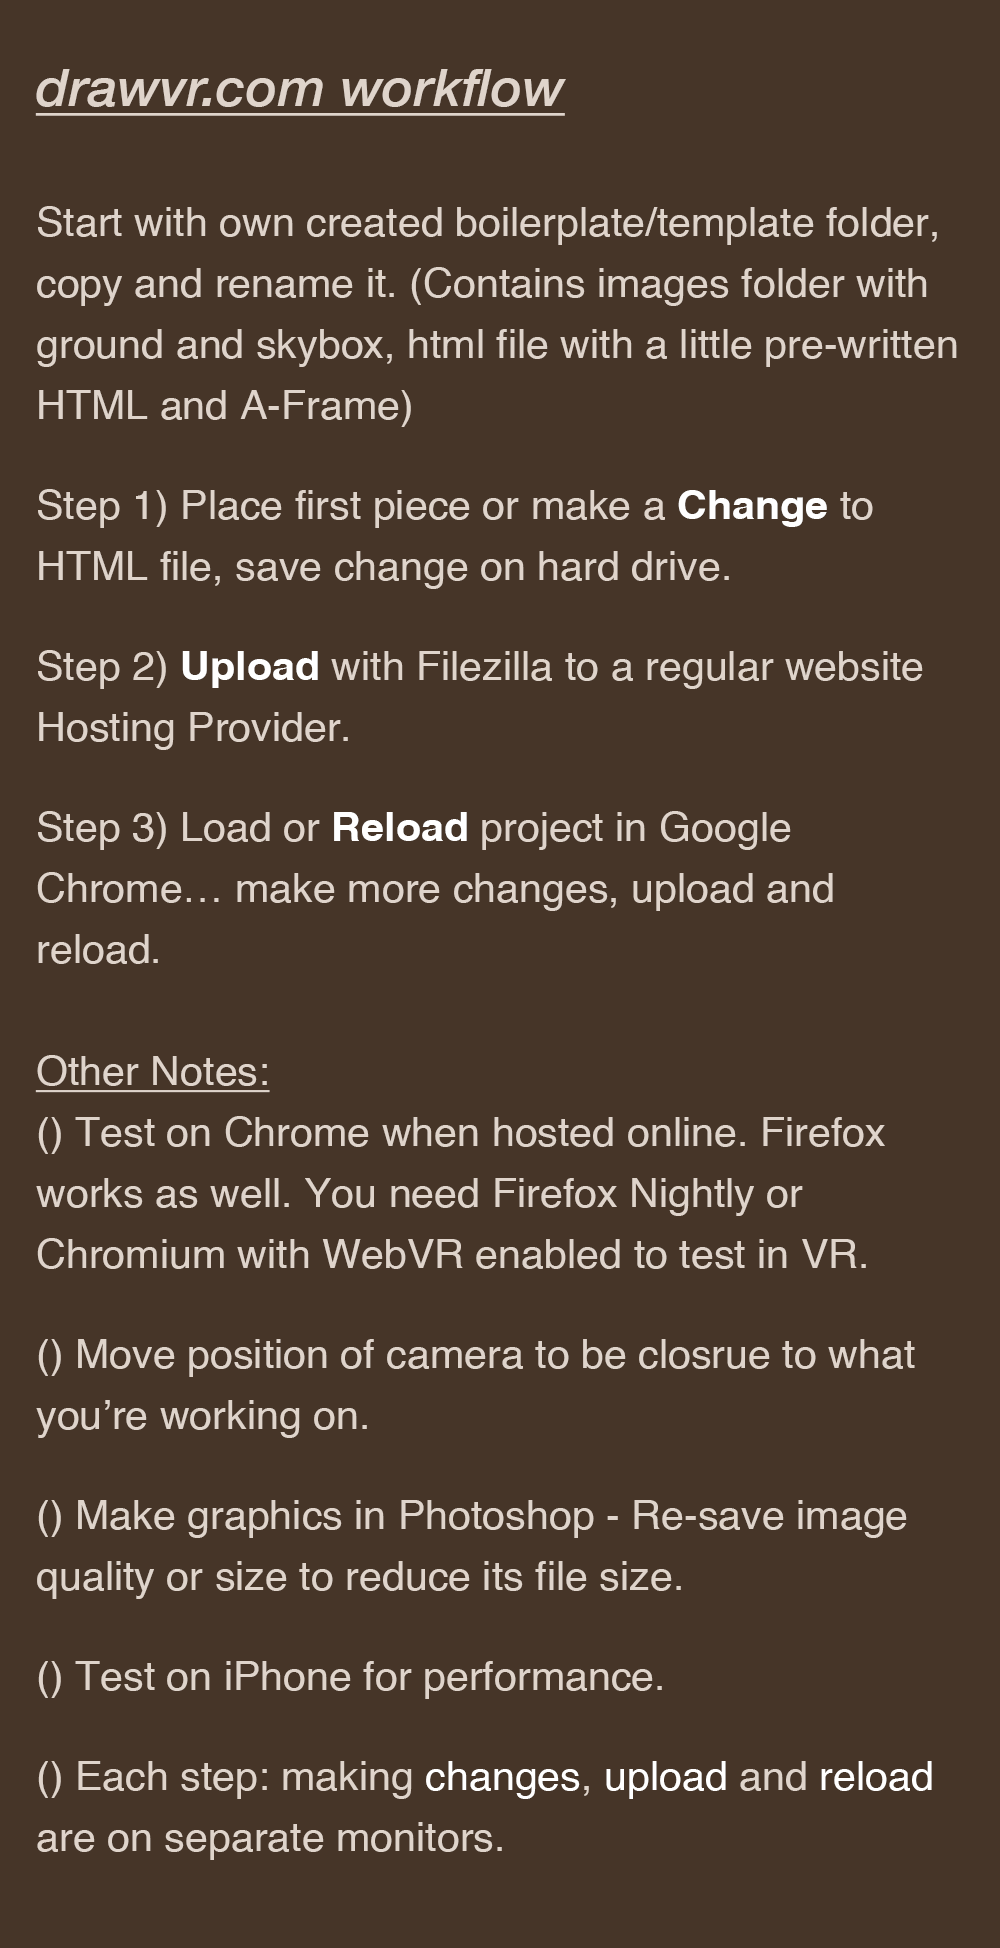 drawvr.com workflow
Start with own created boilerplate/template folder,
copy and rename it. (Contains images folder with
ground and skybox, html file with a little pre-written
HTML and A-Frame)
Step 1) Place first piece or make a Change to
HTML file, save change on hard drive.
Step 2) Upload with Filezilla to a regular website
Hosting Provider.
Step 3) Load or Reload project in Google
Chrome… make more changes, upload and
reload.
Other Notes:
() Test on Chrome when hosted online. Firefox
works as well. You need Firefox Nightly or
Chromium with WebVR enabled to test in VR.
() Move position of camera to be closrue to what
you’re working on.
() Make graphics in Photoshop - Re-save image
quality or size to reduce its file size.
() Test on iPhone for performance.
() Each step: making changes, upload and reload
are on separate monitors.